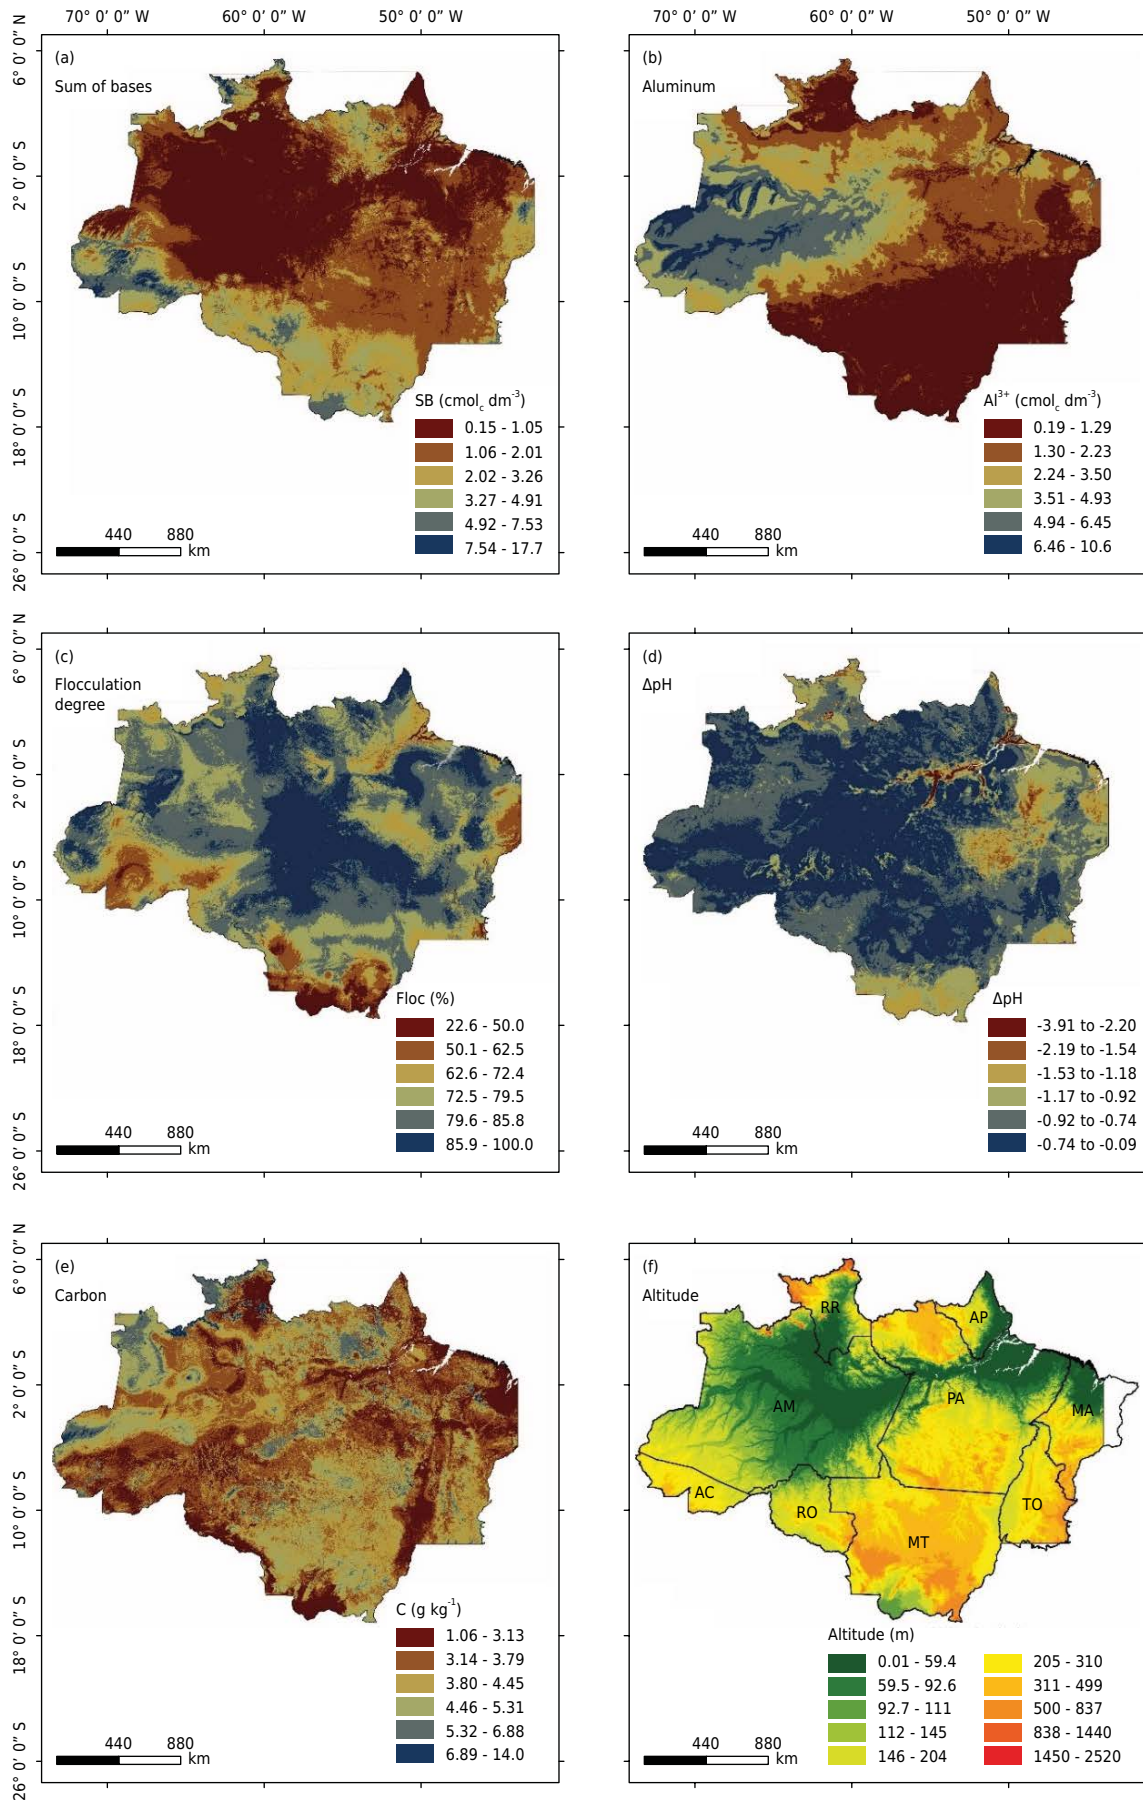 70° 0’ 0” W 60° 0’ 0” W 50° 0’ 0” W 70° 0’ 0” W 60° 0’ 0” W 50° 0’ 0” W
6° 0’ 0” N
2° 0’ 0” S
10° 0’ 0” S
18° 0’ 0” S
26° 0’ 0” S
(a)
Sum of bases
SB (cmolc dm-3)
0.15 - 1.05
1.06 - 2.01
2.02 - 3.26
3.27 - 4.91
4.92 - 7.53
7.54 - 17.7
440 880
km
(b)
Aluminum
Al3+ (cmolc dm-3)
0.19 - 1.29
1.30 - 2.23
2.24 - 3.50
3.51 - 4.93
4.94 - 6.45
6.46 - 10.6
440 880
km
6° 0’ 0” N
2° 0’ 0” S
10° 0’ 0” S
18° 0’ 0” S
26° 0’ 0” S
(c)
Flocculation
degree
Floc (%)
22.6 - 50.0
50.1 - 62.5
62.6 - 72.4
72.5 - 79.5
79.6 - 85.8
85.9 - 100.0
440 880
km
(d)
ΔpH
ΔpH
-3.91 to -2.20
-2.19 to -1.54
-1.53 to -1.18
-1.17 to -0.92
-0.92 to -0.74
-0.74 to -0.09
440 880
km
6° 0’ 0” N
2° 0’ 0” S
10° 0’ 0” S
18° 0’ 0” S
26° 0’ 0” S
(e)
Carbon
C (g kg-1)
1.06 - 3.13
3.14 - 3.79
3.80 - 4.45
4.46 - 5.31
5.32 - 6.88
6.89 - 14.0
440 880
km
(f)
Altitude
RR
AP
AM
PA
MA
AC
RO
TO
MT
Altitude (m)
0.01 - 59.4
59.5 - 92.6
92.7 - 111
112 - 145
146 - 204
205 - 310
311 - 499
500 - 837
838 - 1440
1450 - 2520
440 880
km